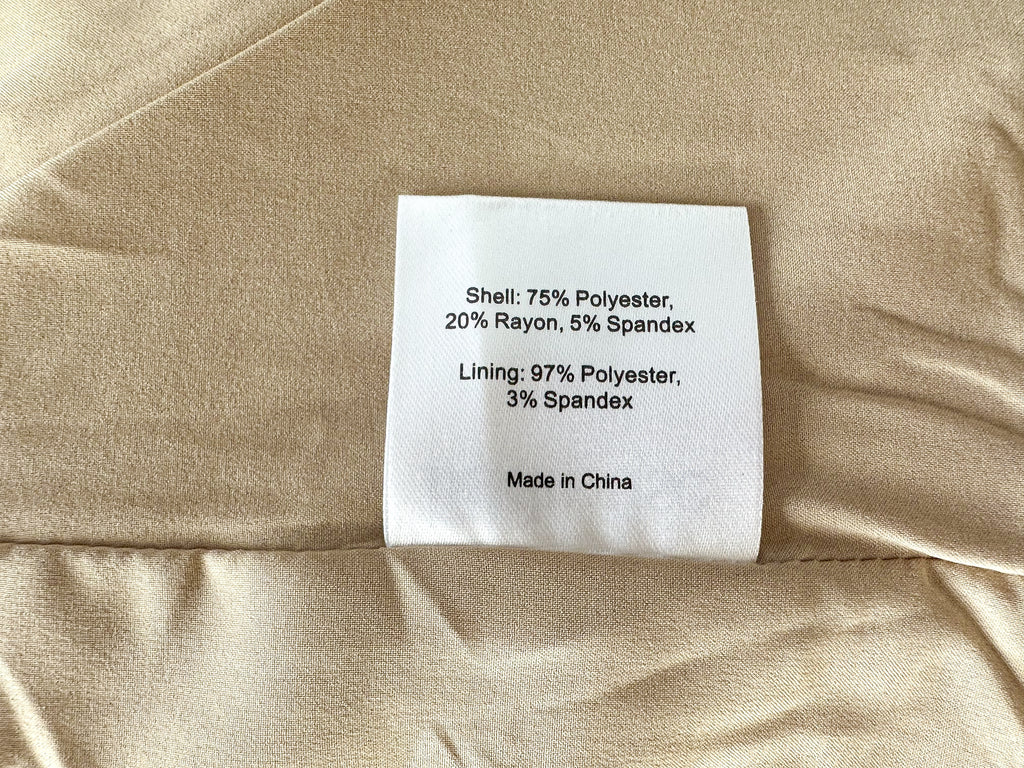 Shell: 75% Polyester,
20% Rayon, 5% Spandex
Lining: 97% Polyester,
3% Spandex
Made in China